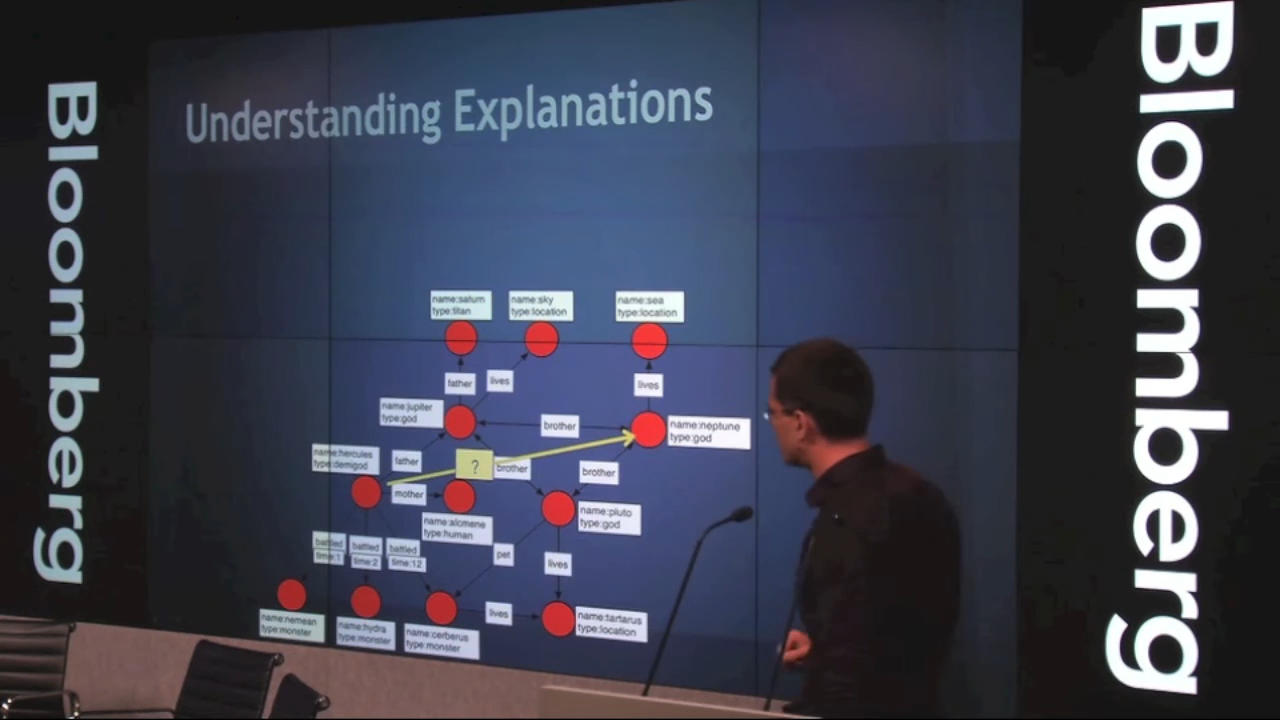 Bloomberg
Understanding Explanations
name:saturn
type:titan
name:sky
type:location
name:sea
type:location
father
lives
lives
name:jupiter
type:god
brother
name:neptune
type:god
name:hercules
type:demigod
father
?
brother
brother
mother
name:alcmene
type:human
name:pluto
type:god
battled
time:1
battled
time:2
battled
time:12
pet
lives
name:nemean
type:monster
name:hydra
type:monster
name:cerberus
type:monster
lives
name:tartarus
type:location
Bloomberg